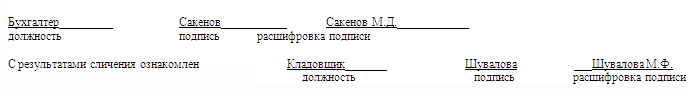 Бухгалтер Сакенов Сакенов М.Д.
должность подпись расшифровка подписи
С результатами сличения ознакомлен Кладовщик Шувалова Шувалова М.Ф.
должность подпись расшифровка подписи